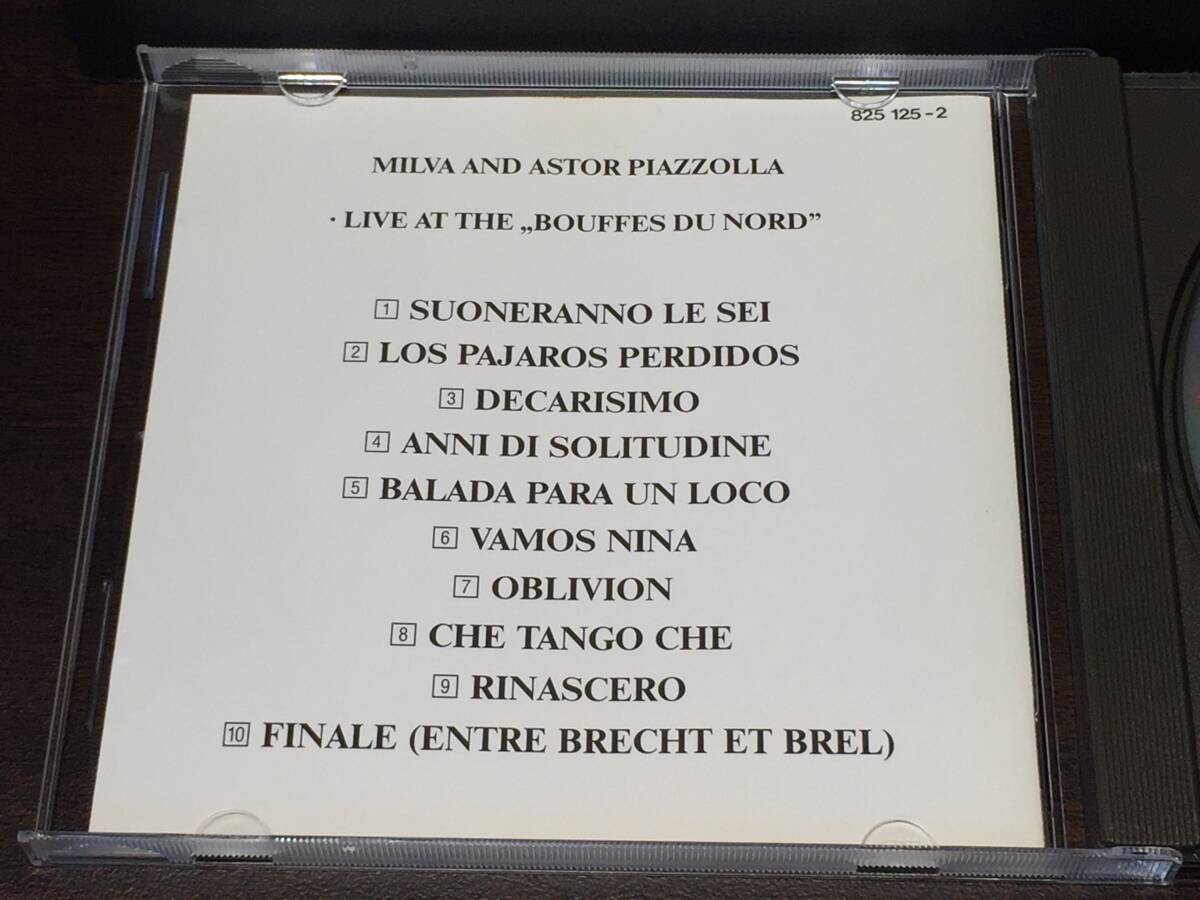 825 125-2
MILVA AND ASTOR PIAZZOLLA
· LIVE AT THE „BOUFFES DU NORD”
1 SUONERANNO LE SEI
2 LOS PAJAROS PERDIDOS
3 DECARISIMO
4 ANNI DI SOLITUDINE
5 BALADA PARA UN LOCO
6 VAMOS NINA
7 OBLIVION
8 CHE TANGO CHE
9 RINASCERO
10 FINALE (ENTRE BRECHT ET BREL)